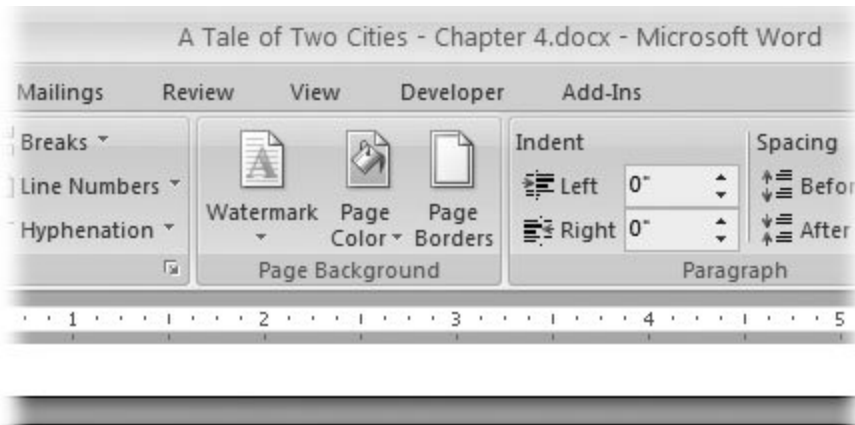 A Tale of Two Cities - Chapter 4.docx - Microsoft Word
Mailings Review View Developer Add-Ins
Breaks
Line Numbers
Hyphenation
Watermark
Page Color
Page Borders
Page Background
Indent
Left 0"
Right 0"
Spacing
After
Paragraph
1 2 3 4 5